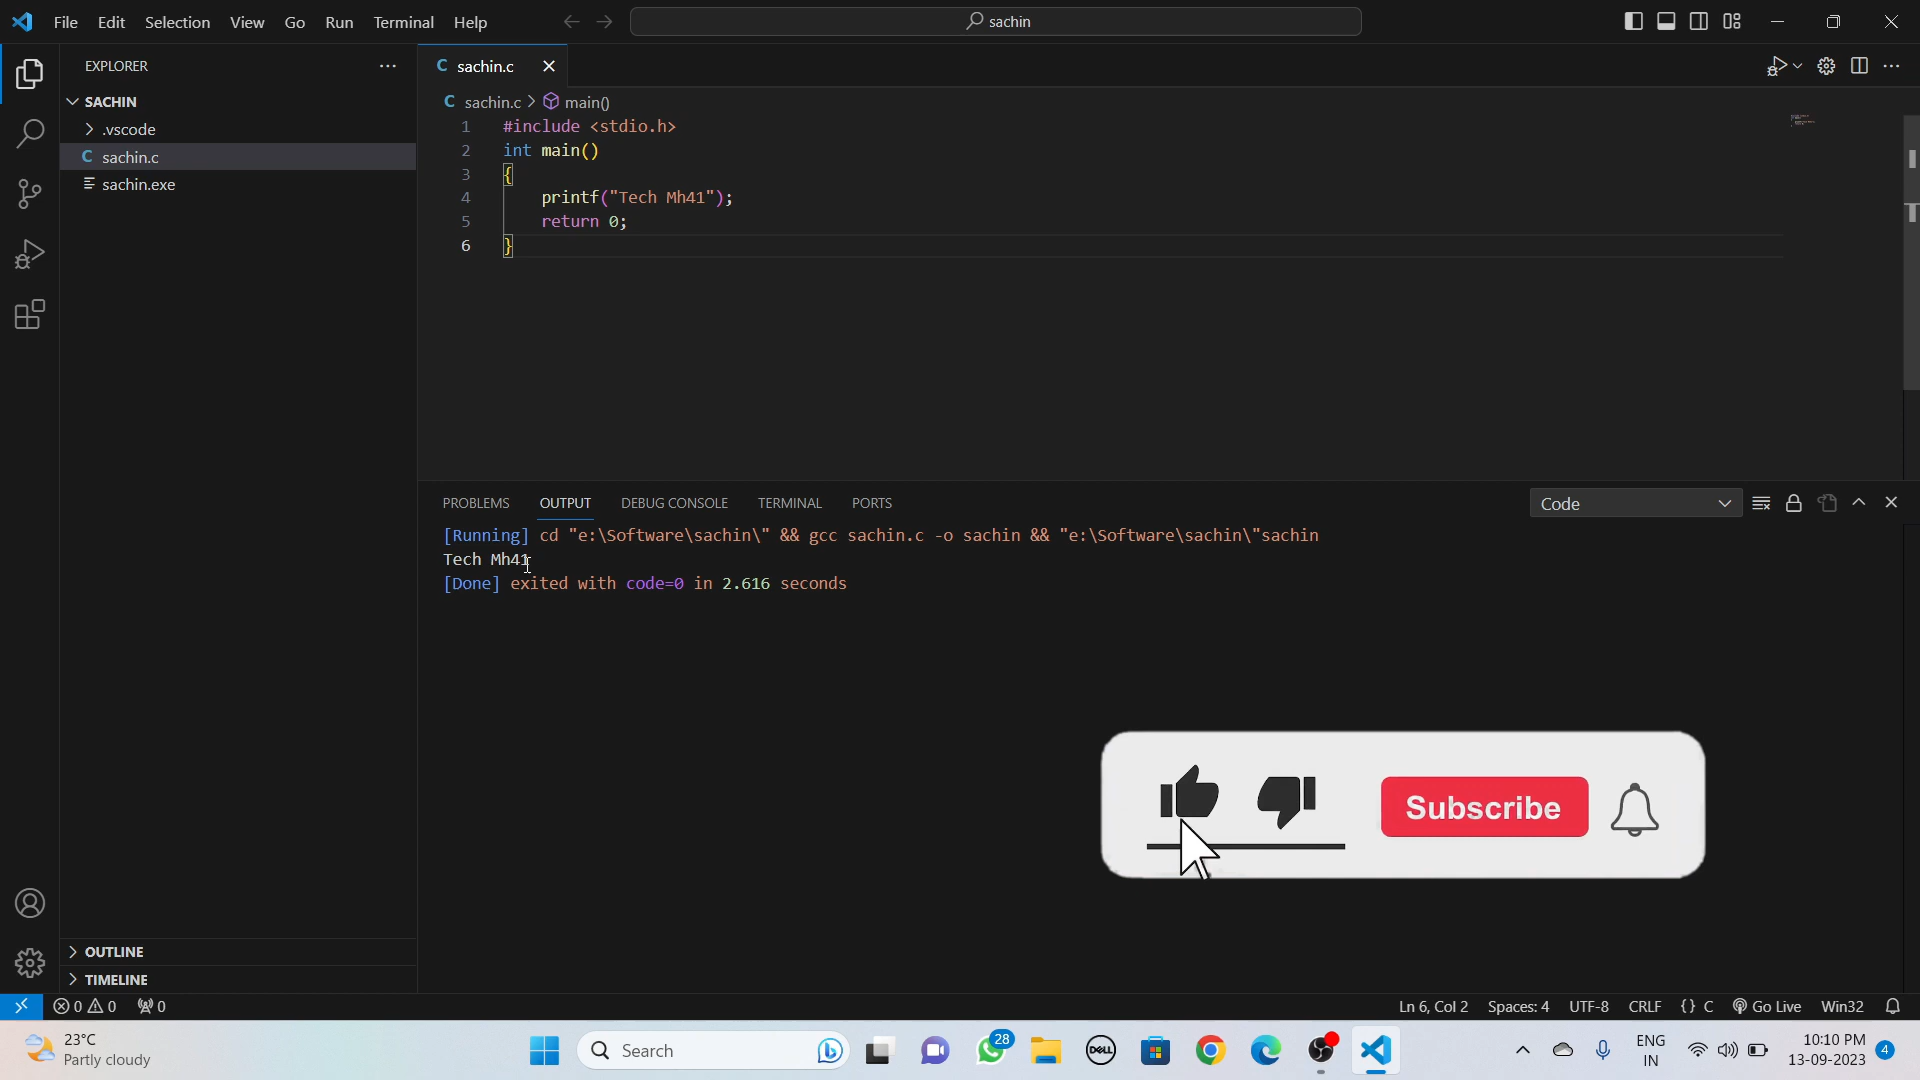 File Edit Selection View Go Run Terminal Help
sachin
EXPLORER
C sachin.c
SACHIN
.vscode
C sachin.c
sachin.exe
C sachin.c > main()
1 #include <stdio.h>
2 int main()
3 {
4 printf("Tech Mh41");
5 return 0;
6 }
PROBLEMS OUTPUT DEBUG CONSOLE TERMINAL PORTS
Code
[Running] cd "e:\Software\sachin\" && gcc sachin.c -o sachin && "e:\Software\sachin\"sachin
Tech Mh41
[Done] exited with code=0 in 2.616 seconds
Subscribe
OUTLINE
TIMELINE
0 0 0
Ln 6, Col 2 Spaces: 4 UTF-8 CRLF {} C Go Live Win32
23°C
Partly cloudy
Search
28
DELL
ENG
IN
10:10 PM
13-09-2023
4